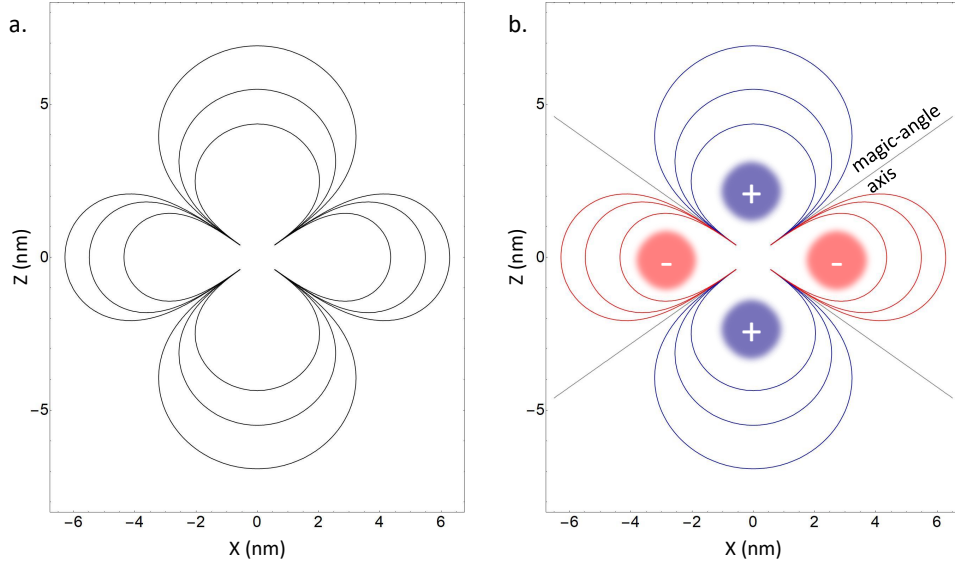 a.
5
0
−5
Z (nm)
−6 −4 −2 0 2 4 6
X (nm)
b.
5
0
−5
Z (nm)
magic-angle
axis
+
- -
+
−6 −4 −2 0 2 4 6
X (nm)